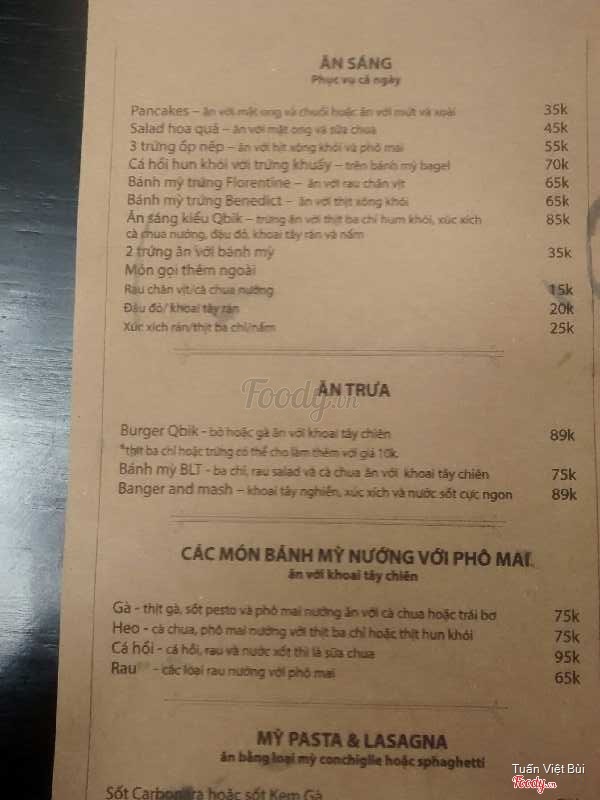 ĂN SÁNG
Phục vụ cả ngày
Pancakes – ăn với mật ong và chuối hoặc ăn với mứt và xoài 35k
Salad hoa quả – ăn với mật ong và sữa chua 45k
3 trứng ốp nếp – ăn với hịt xông khói và phô mai 55k
Cá hồi hun khói với trứng khuấy – trên bánh mỳ bagel 70k
Bánh mỳ trứng Florentine – ăn với rau chân vịt 65k
Bánh mỳ trứng Benedict – ăn với thịt xông khói 65k
Ăn sáng kiểu Qbik – trứng ăn với thịt ba chỉ hum khói, xúc xích 85k
cà chua nướng, đậu đỏ, khoai tây rán và nấm
2 trứng ăn với bánh mỳ 35k
Món gọi thêm ngoài
Rau chân vịt/cà chua nướng 15k
Đậu đỏ/ khoai tây rán 20k
Xúc xích rán/thịt ba chỉ/nấm 25k
Foody.vn
ĂN TRƯA
Burger Qbik - bò hoặc gà ăn với khoai tây chiên 89k
*thịt ba chỉ hoặc trứng có thể cho làm thêm với giá 10k
Bánh mỳ BLT - ba chỉ, rau salad và cà chua ăn với khoai tây chiên 75k
Banger and mash – khoai tây nghiền, xúc xích và nước sốt cực ngon 89k
CÁC MÓN BÁNH MỲ NƯỚNG VỚI PHÔ MAI
ăn với khoai tây chiên
Gà - thịt gà, sốt pesto và phô mai nướng ăn với cà chua hoặc trái bơ 75k
Heo - cà chua, phô mai nướng với thịt ba chỉ hoặc thịt hun khói 75k
Cá hồi - cá hồi, rau và nước xốt thì là sữa chua 95k
Rau - các loại rau nướng với phô mai 65k
MỲ PASTA & LASAGNA
ăn bằng loại mỳ conchiglie hoặc sphaghetti
Sốt Carbonara hoặc sốt Kem Gà
Tuấn Việt Bùi
Foody.vn